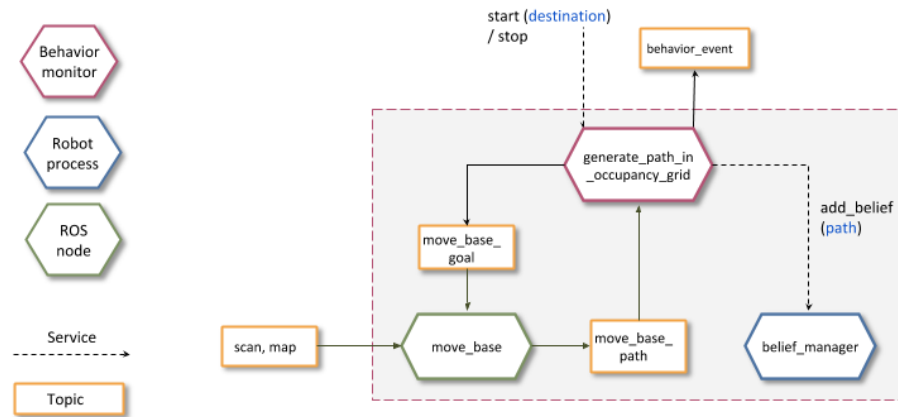 Behavior
monitor
Robot
process
ROS
node
Service
Topic
start (destination)
/ stop
behavior_event
generate_path_in
_occupancy_grid
add_belief
(path)
move_base_
goal
scan, map
move_base
move_base_
path
belief_manager